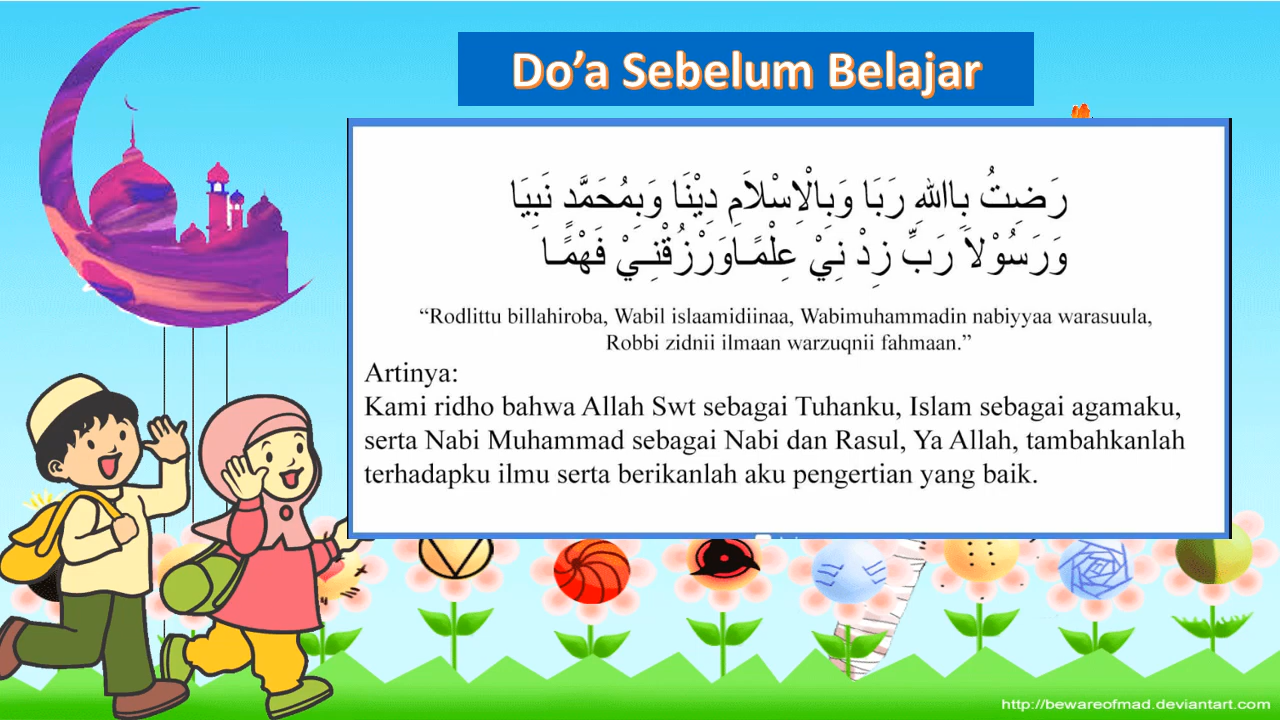 Do’a Sebelum Belajar
رَضِتُ بِاللهِ رَبَا وَبِالْاِسْلاَمِ دِيْنَا وَبِمُحَمَّدٍ نَبِيَا
وَرَسُوْلاَ رَبِّ زِدْ نِيْ عِلْمًـاوَرْزُقْنِـيْ فَهْمًـا
“Rodlittu billahiroba, Wabil islaamidiinaa, Wabimuhammadin nabiyyaa warasuula,
Robbi zidnii ilmaan warzuqnii fahmaan.”
Artinya:
Kami ridho bahwa Allah Swt sebagai Tuhanku, Islam sebagai agamaku,
serta Nabi Muhammad sebagai Nabi dan Rasul, Ya Allah, tambahkanlah
terhadapku ilmu serta berikanlah aku pengertian yang baik.
http://bewareofmad.deviantart.com